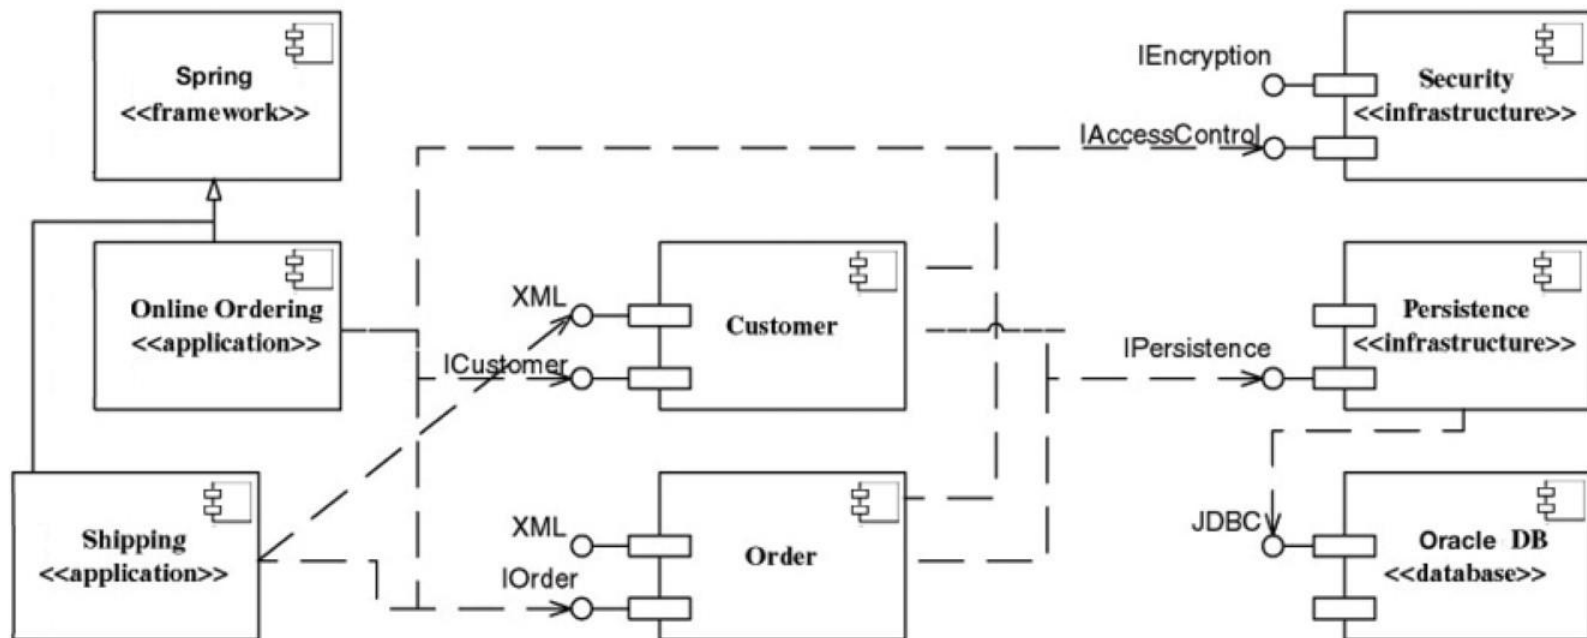 Spring
<<framework>>
IEncryption
Security
<<infrastructure>>
IAccessControl
Online Ordering
<<application>>
XML
ICustomer
Customer
IPersistence
Persistence
<<infrastructure>>
Shipping
<<application>>
XML
IOrder
Order
JDBC
Oracle DB
<<database>>